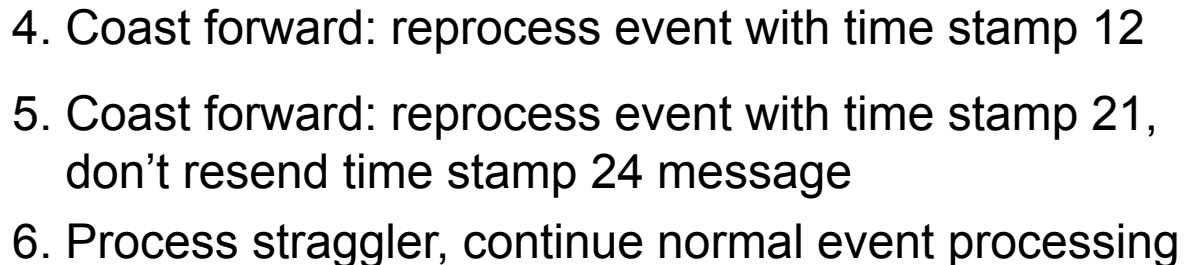 4. Coast forward: reprocess event with time stamp 12
5. Coast forward: reprocess event with time stamp 21,
don’t resend time stamp 24 message
6. Process straggler, continue normal event processing